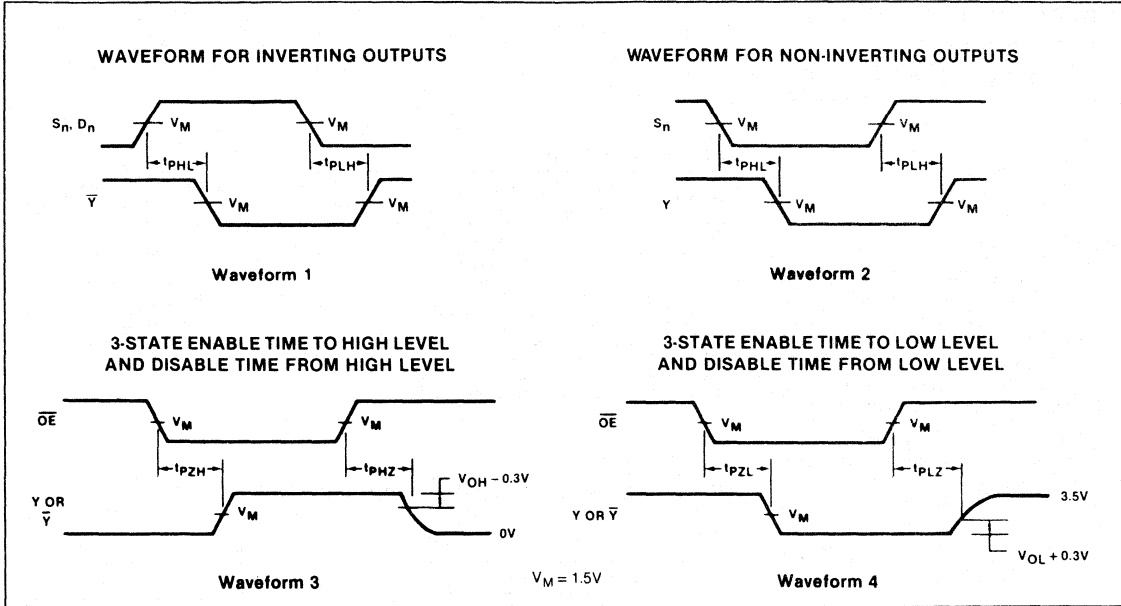 WAVEFORM FOR INVERTING OUTPUTS
Sn, Dn
VM
VM
tPHL
tPLH
Y̅
VM
VM
Waveform 1
WAVEFORM FOR NON-INVERTING OUTPUTS
Sn
VM
VM
tPHL
tPLH
Y
VM
VM
Waveform 2
3-STATE ENABLE TIME TO HIGH LEVEL
AND DISABLE TIME FROM HIGH LEVEL
O̅E̅
VM
VM
tPZH
tPHZ
VOH – 0.3V
Y OR
Y̅
VM
0V
Waveform 3
3-STATE ENABLE TIME TO LOW LEVEL
AND DISABLE TIME FROM LOW LEVEL
O̅E̅
VM
VM
tPZL
tPLZ
3.5V
Y OR Y̅
VM
VOL + 0.3V
Waveform 4
VM = 1.5V